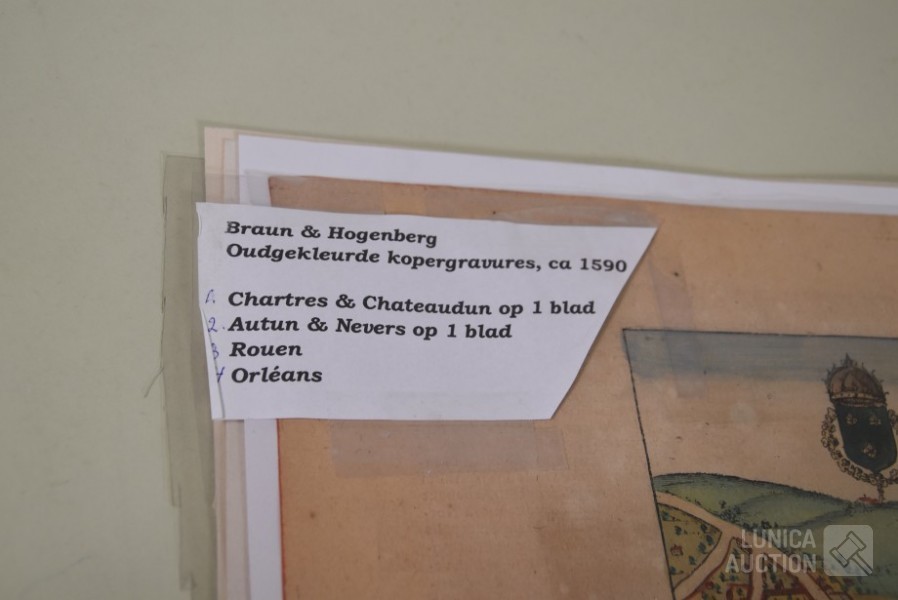 Braun & Hogenberg
Oudgekleurde kopergravures, ca 1590
1. Chartres & Chateaudun op 1 blad
2. Autun & Nevers op 1 blad
3 Rouen
4 Orléans
LUNICA
AUCTION